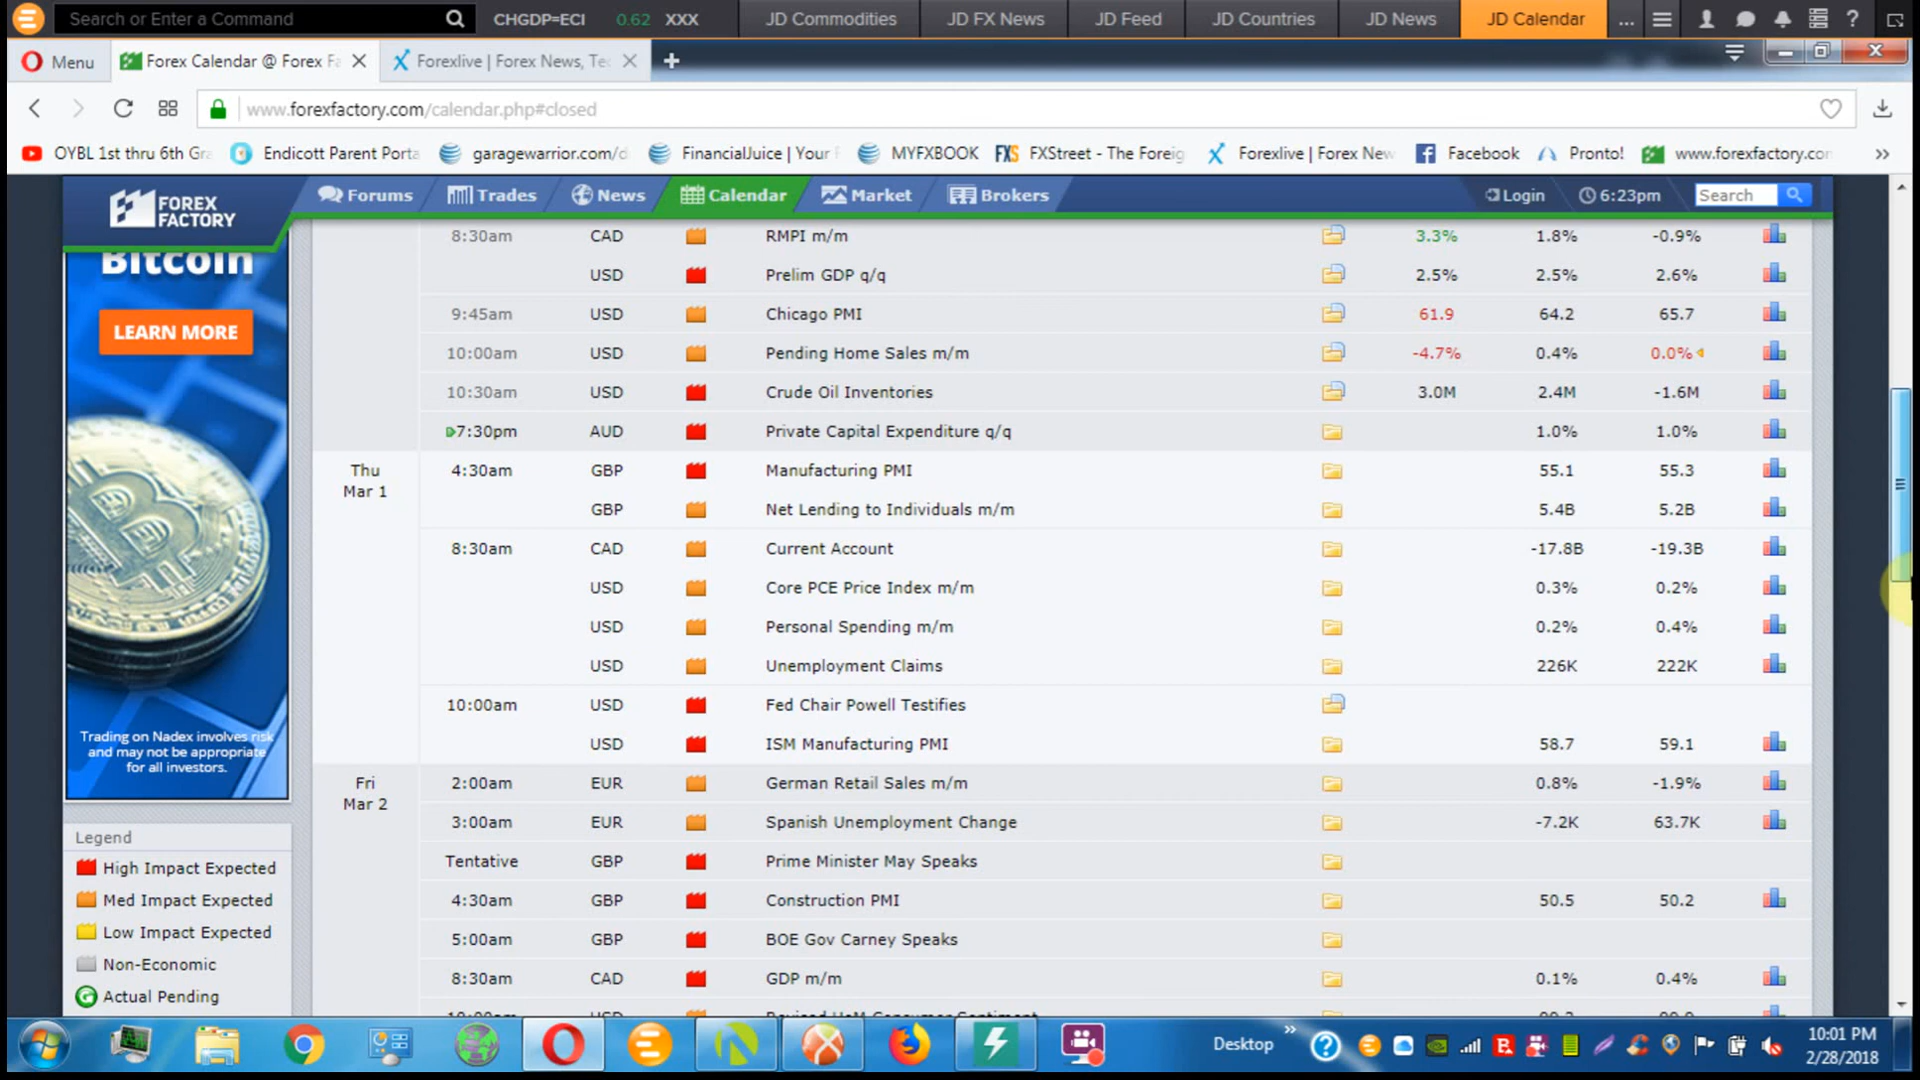 Search or Enter a Command CHGDP=ECI 0.62 XXX JD Commodities JD FX News JD Feed JD Countries JD News JD Calendar ... ?
Menu Forex Calendar @ Forex Fa Forexlive | Forex News, Tec
www.forexfactory.com/calendar.php#closed
OYBL 1st thru 6th Gra Endicott Parent Porta garagewarrior.com/d FinancialJuice | Your F MYFXBOOK FXS FXStreet - The Foreig Forexlive | Forex New Facebook Pronto! www.forexfactory.con »
FOREX FACTORY Forums Trades News Calendar Market Brokers Login 6:23pm Search
Bitcoin
LEARN MORE
Trading on Nadex involves risk
and may not be appropriate
for all investors.
8:30am CAD RMPI m/m 3.3% 1.8% -0.9%
USD Prelim GDP q/q 2.5% 2.5% 2.6%
9:45am USD Chicago PMI 61.9 64.2 65.7
10:00am USD Pending Home Sales m/m -4.7% 0.4% 0.0%
10:30am USD Crude Oil Inventories 3.0M 2.4M -1.6M
7:30pm AUD Private Capital Expenditure q/q 1.0% 1.0%
Thu Mar 1 4:30am GBP Manufacturing PMI 55.1 55.3
GBP Net Lending to Individuals m/m 5.4B 5.2B
8:30am CAD Current Account -17.8B -19.3B
USD Core PCE Price Index m/m 0.3% 0.2%
USD Personal Spending m/m 0.2% 0.4%
USD Unemployment Claims 226K 222K
10:00am USD Fed Chair Powell Testifies
USD ISM Manufacturing PMI 58.7 59.1
Fri Mar 2 2:00am EUR German Retail Sales m/m 0.8% -1.9%
3:00am EUR Spanish Unemployment Change -7.2K 63.7K
Tentative GBP Prime Minister May Speaks
4:30am GBP Construction PMI 50.5 50.2
5:00am GBP BOE Gov Carney Speaks
8:30am CAD GDP m/m 0.1% 0.4%
Legend
High Impact Expected
Med Impact Expected
Low Impact Expected
Non-Economic
Actual Pending
Desktop » 10:01 PM
2/28/2018